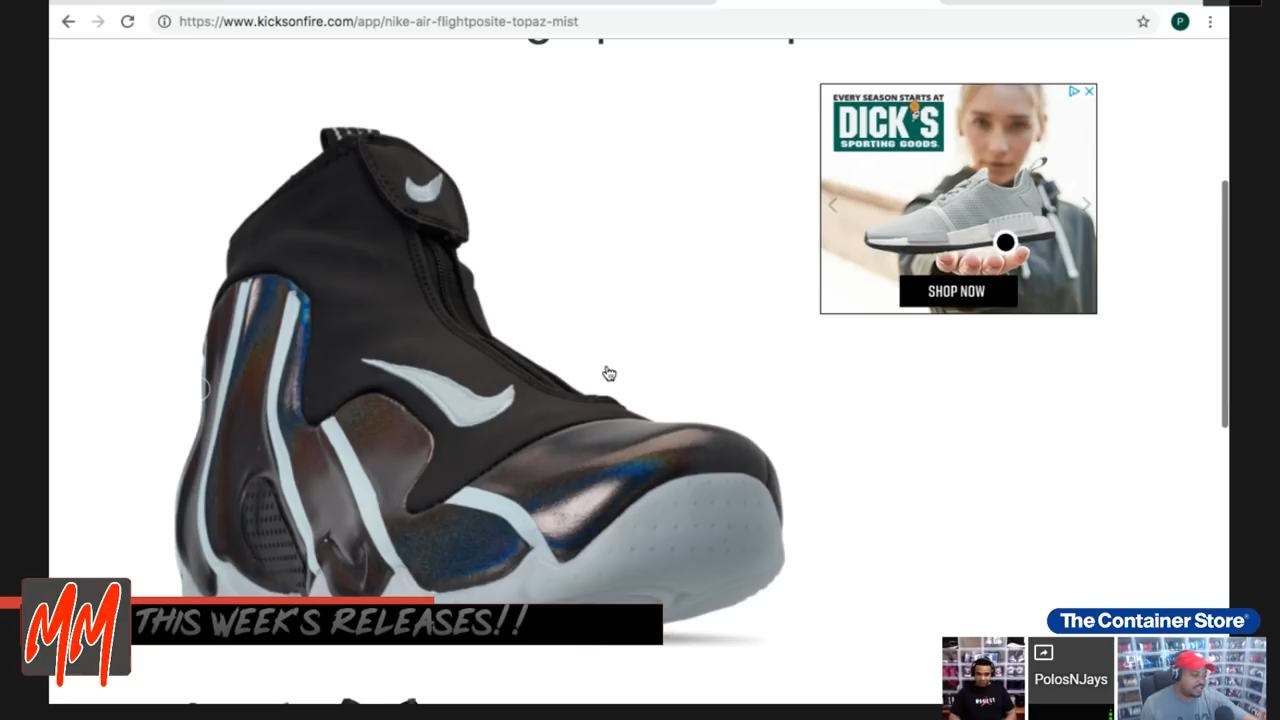 https://www.kicksonfire.com/app/nike-air-flightposite-topaz-mist
P
EVERY SEASON STARTS AT
DICK'S
SPORTING GOODS.
SHOP NOW
MM
THIS WEEK'S RELEASES!!
The Container Store
PolosNJays